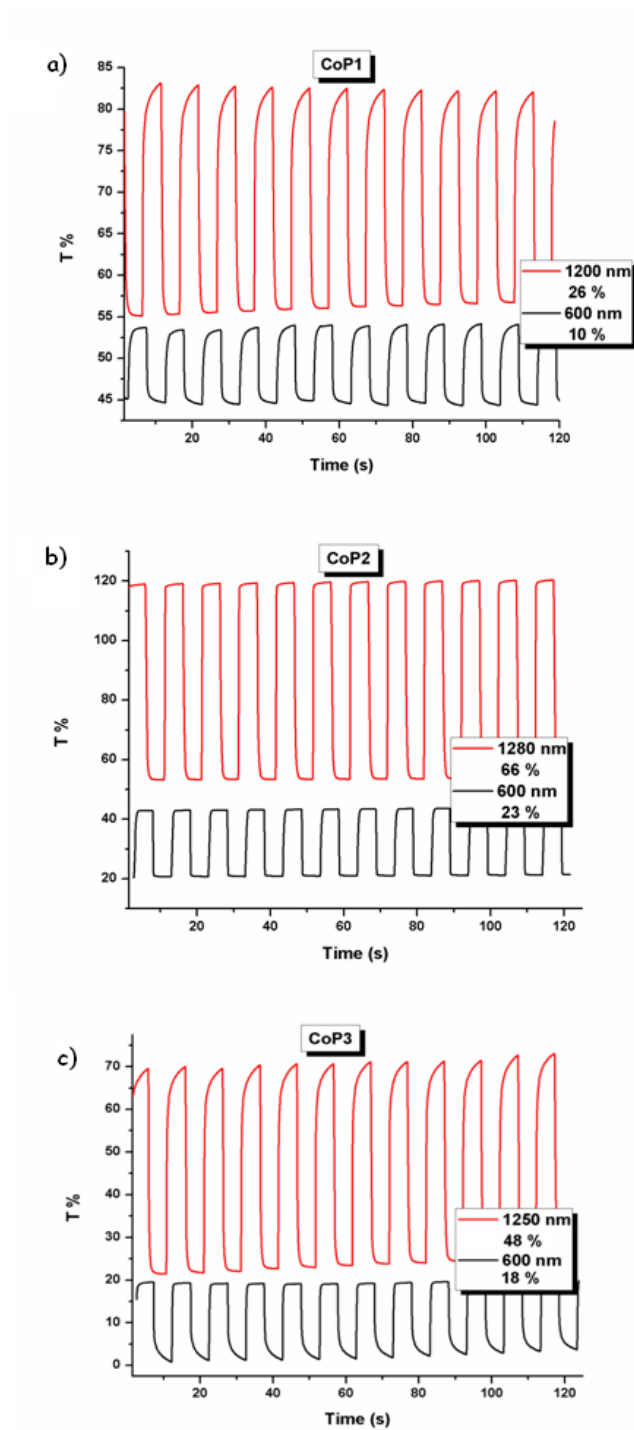 a)
CoP1
85
80
75
70
65
60
55
50
45
T %
1200 nm
26 %
600 nm
10 %
20 40 60 80 100 120
Time (s)
b)
CoP2
120
100
80
60
40
20
T %
1280 nm
66 %
600 nm
23 %
20 40 60 80 100 120
Time (s)
c)
CoP3
70
60
50
40
30
20
10
0
T %
1250 nm
48 %
600 nm
18 %
20 40 60 80 100 120
Time (s)